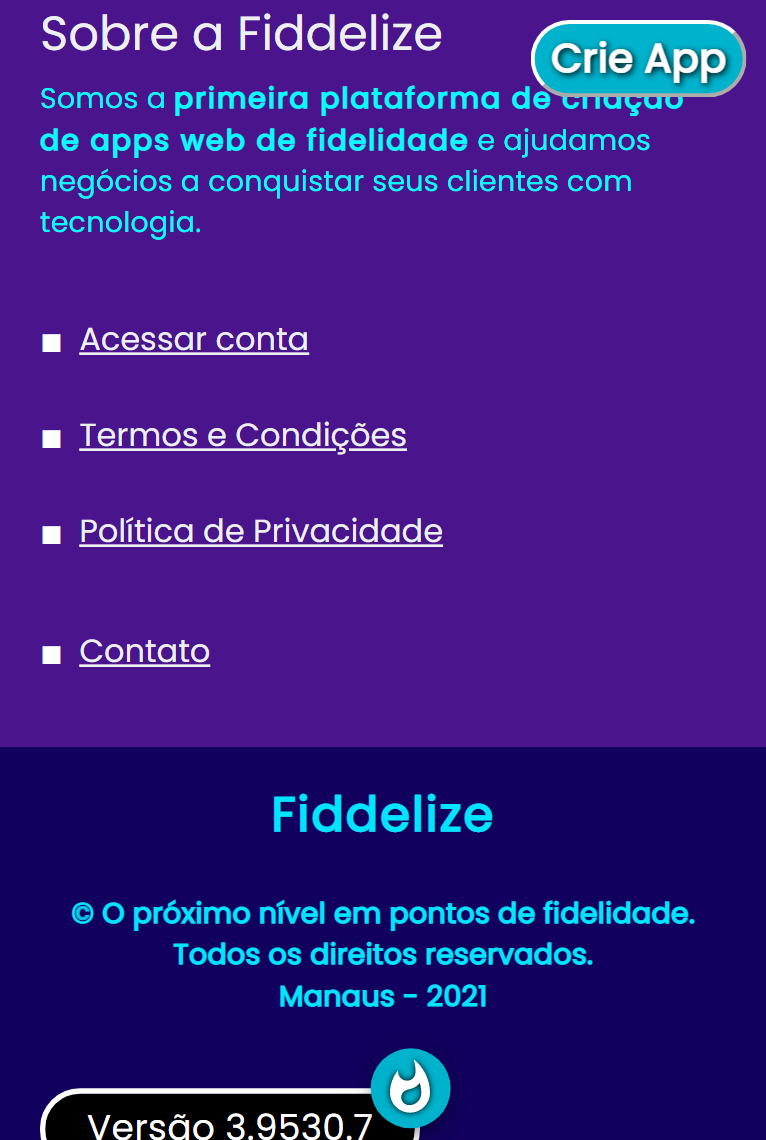 Sobre a Fiddelize
Crie App
Somos a primeira plataforma de criação
de apps web de fidelidade e ajudamos
negócios a conquistar seus clientes com
tecnologia.
Acessar conta
Termos e Condições
Política de Privacidade
Contato
Fiddelize
© O próximo nível em pontos de fidelidade.
Todos os direitos reservados.
Manaus - 2021
Versão 3.9530.7